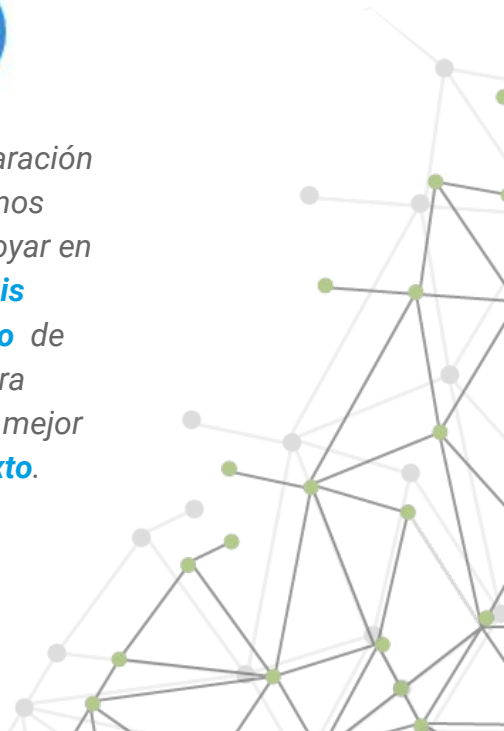 aración
nos
oyar en
is
o de
ra
mejor
xto.